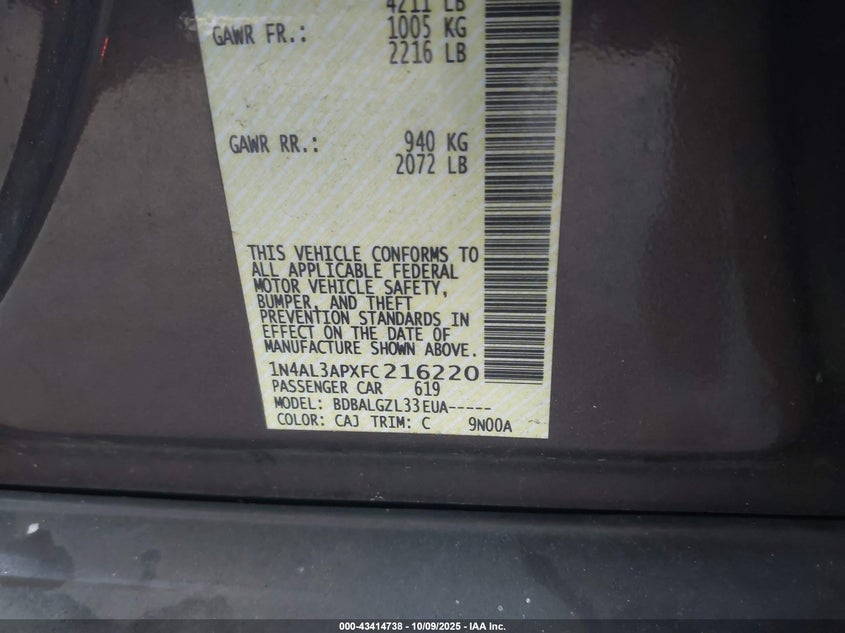 4211 LB
GAWR FR.: 1005 KG
2216 LB
GAWR RR.: 940 KG
2072 LB
THIS VEHICLE CONFORMS TO
ALL APPLICABLE FEDERAL
MOTOR VEHICLE SAFETY,
BUMPER, AND THEFT
PREVENTION STANDARDS IN
EFFECT ON THE DATE OF
MANUFACTURE SHOWN ABOVE.
1N4AL3APXFC216220
PASSENGER CAR 619
MODEL: BDBALGZL33EUA-----
COLOR: CAJ TRIM: C 9N00A
000-43414738 - 10/09/2025 - IAA Inc.